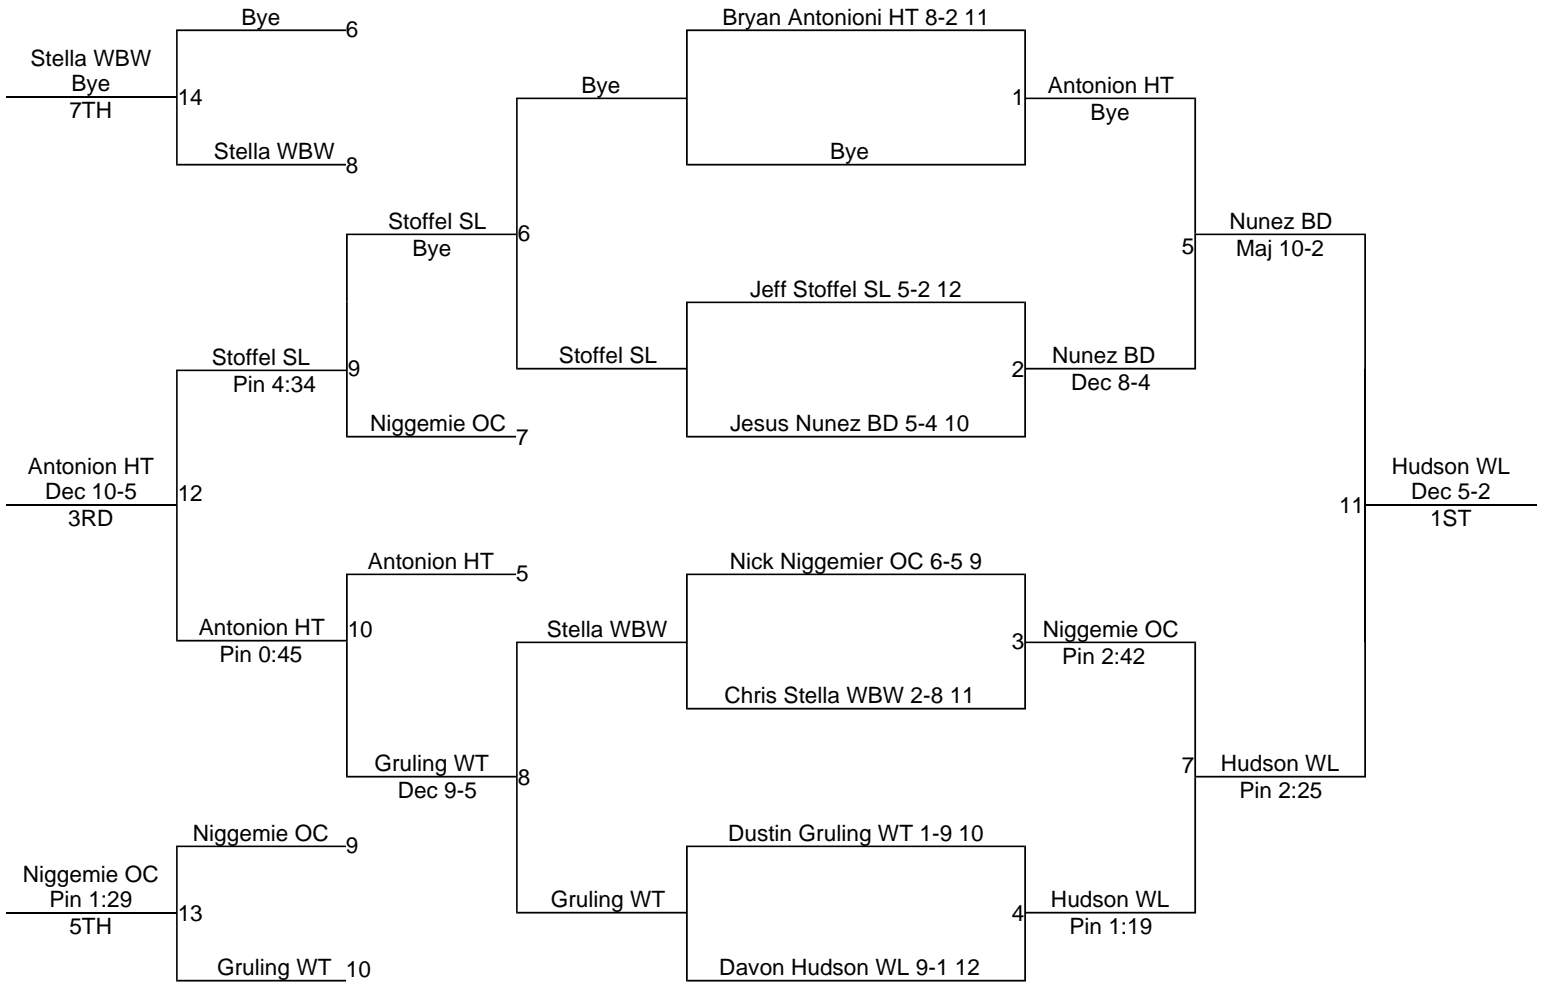 Bye
6
Stella WBW
Bye
7TH
14
Stella WBW
8
Bryan Antonioni HT 8-2 11
Bye
1
Antonion HT
Bye
Bye
Stoffel SL
Bye
6
Nunez BD
Maj 10-2
5
Jeff Stoffel SL 5-2 12
Stoffel SL
Pin 4:34
9
Stoffel SL
2
Nunez BD
Dec 8-4
Niggemie OC
7
Jesus Nunez BD 5-4 10
Antonion HT
Dec 10-5
3RD
12
Hudson WL
Dec 5-2
1ST
11
Antonion HT
5
Nick Niggemier OC 6-5 9
Antonion HT
Pin 0:45
10
Stella WBW
3
Niggemie OC
Pin 2:42
Chris Stella WBW 2-8 11
Gruling WT
Dec 9-5
8
7
Hudson WL
Pin 2:25
Niggemie OC
9
Dustin Gruling WT 1-9 10
Niggemie OC
Pin 1:29
5TH
13
Gruling WT
4
Hudson WL
Pin 1:19
Gruling WT
10
Davon Hudson WL 9-1 12